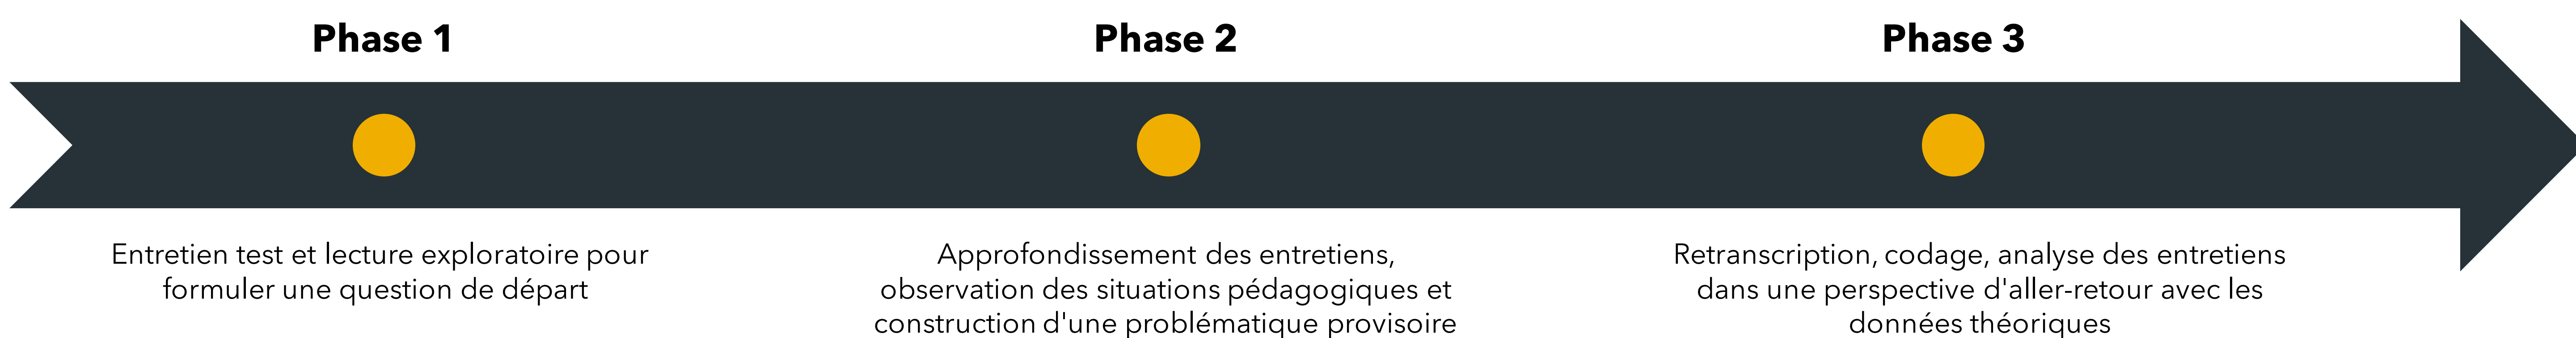 Phase 1
Entretien test et lecture exploratoire pour
formuler une question de départ
Phase 2
Approfondissement des entretiens,
observation des situations pédagogiques et
construction d'une problématique provisoire
Phase 3
Retranscription, codage, analyse des entretiens
dans une perspective d'aller-retour avec les
données théoriques